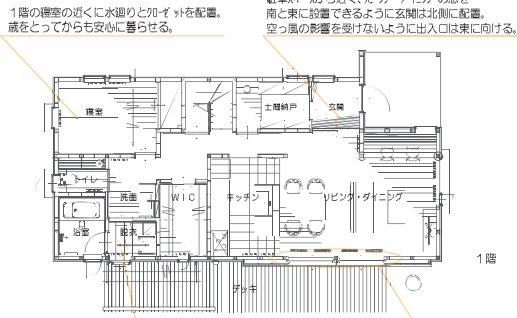 1階の寝室の近くに水廻りとｸﾛｰｾﾞｯﾄを配置。
歳をとってからも安心に暮らせる。
南と東に設置できるように玄関は北側に配置。
空っ風の影響を受けないように出入口は東に向ける。
寝室
土間納戸
玄関
トイレ
洗面
WIC
キッチン
リビング・ダイニング
浴室
脱衣
1階
デッキ